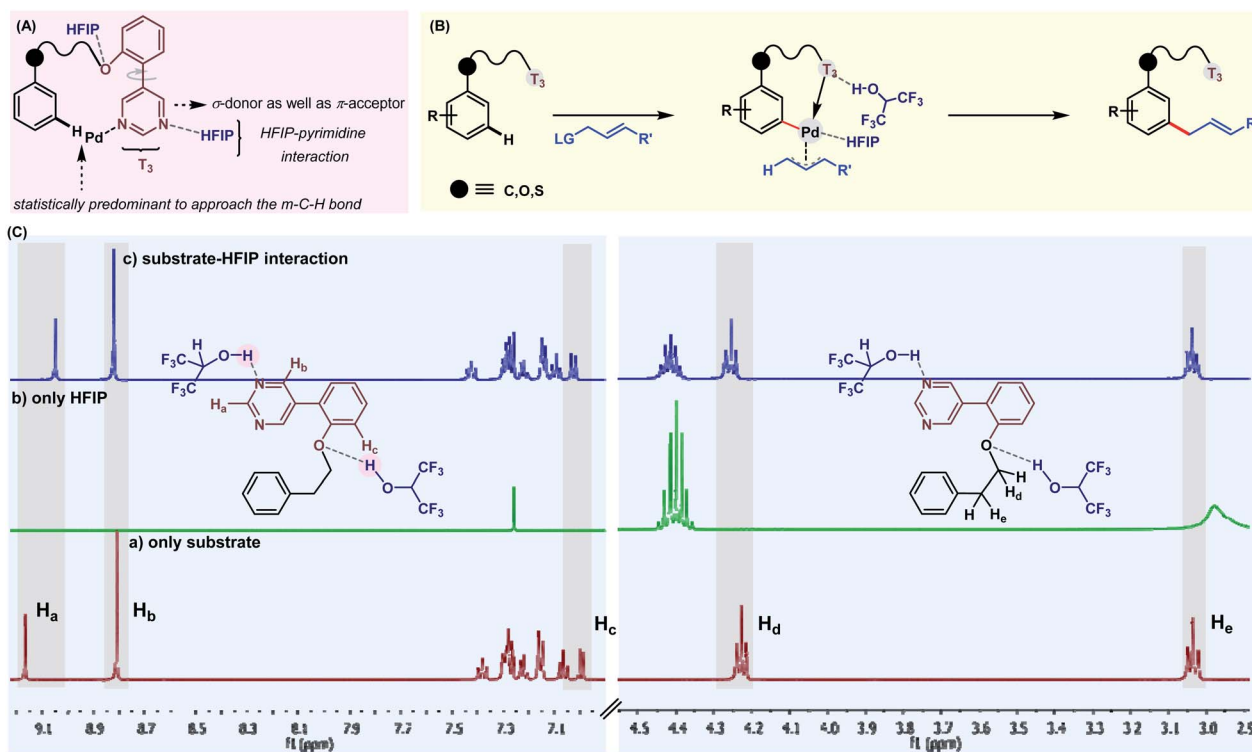 (A)
HFIP
O
H
Pd
N
N
T3
HFIP
σ-donor as well as π-acceptor
HFIP-pyrimidine
interaction
statistically predominant to approach the m-C-H bond
(B)
T3
R
H
C,O,S
LG
R'
T3
HO
CF3
F3C
R
Pd
HFIP
H
R'
T3
R
(C)
c) substrate-HFIP interaction
b) only HFIP
a) only substrate
H
F3C
O
H
F3C
N
Hb
Ha
N
O
Hc
H
O
CF3
CF3
H
F3C
O
H
F3C
N
N
O
H
O
CF3
CF3
H
Hd
H
He
Ha
Hb
Hc
Hd
He
9.1
8.9
8.7
8.5
8.3
8.1
7.9
7.7
7.5
7.3
7.1
f1 (ppm)
4.5
4.4
4.3
4.2
4.1
4.0
3.9
3.8
3.7
3.6
3.5
3.4
3.3
3.2
3.1
3.0
2.9
f1 (ppm)